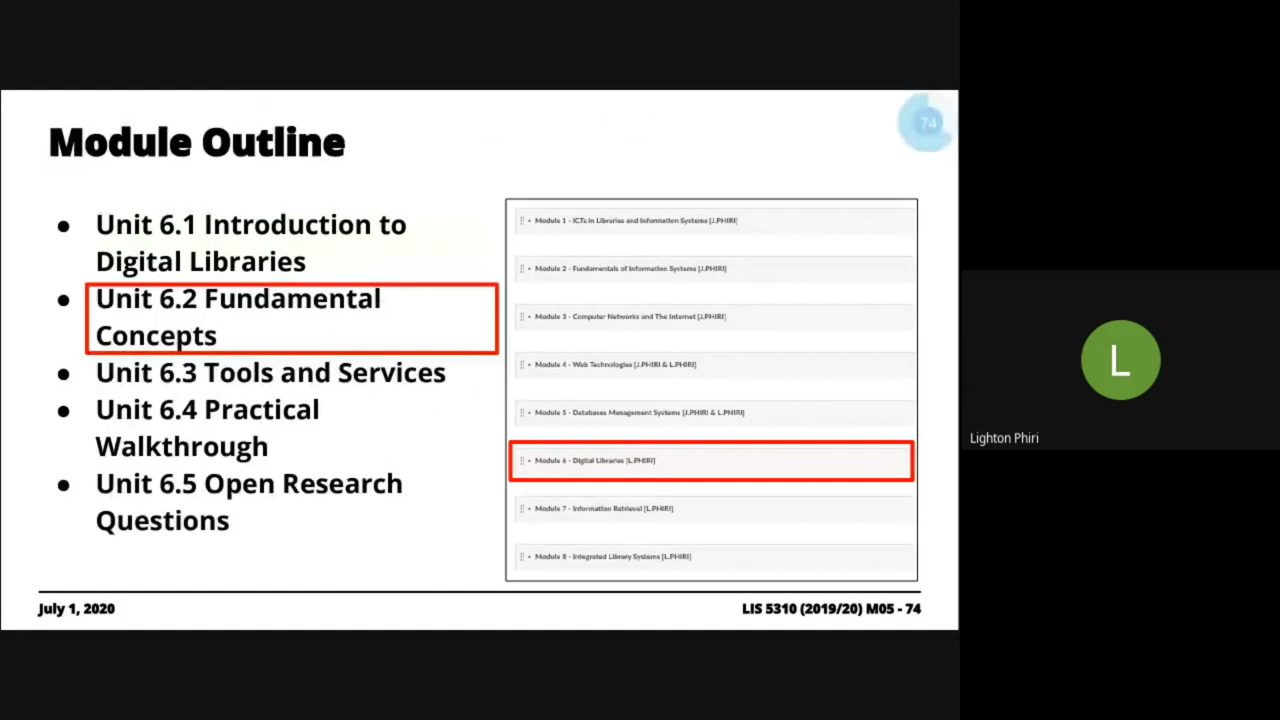 Module Outline
74
● Unit 6.1 Introduction to
Digital Libraries
● Unit 6.2 Fundamental
Concepts
● Unit 6.3 Tools and Services
● Unit 6.4 Practical
Walkthrough
● Unit 6.5 Open Research
Questions
Module 1 - ICTs in Libraries and Information Systems [J.PHIRI]
Module 2 - Fundamentals of Information Systems [J.PHIRI]
Module 3 - Computer Networks and The Internet [J.PHIRI]
Module 4 - Web Technologies [J.PHIRI & L.PHIRI]
Module 5 - Databases Management Systems [J.PHIRI & L.PHIRI]
Module 6 - Digital Libraries [L.PHIRI]
Module 7 - Information Retrieval [L.PHIRI]
Module 8 - Integrated Library Systems [L.PHIRI]
July 1, 2020
LIS 5310 (2019/20) M05 - 74
L
Lighton Phiri